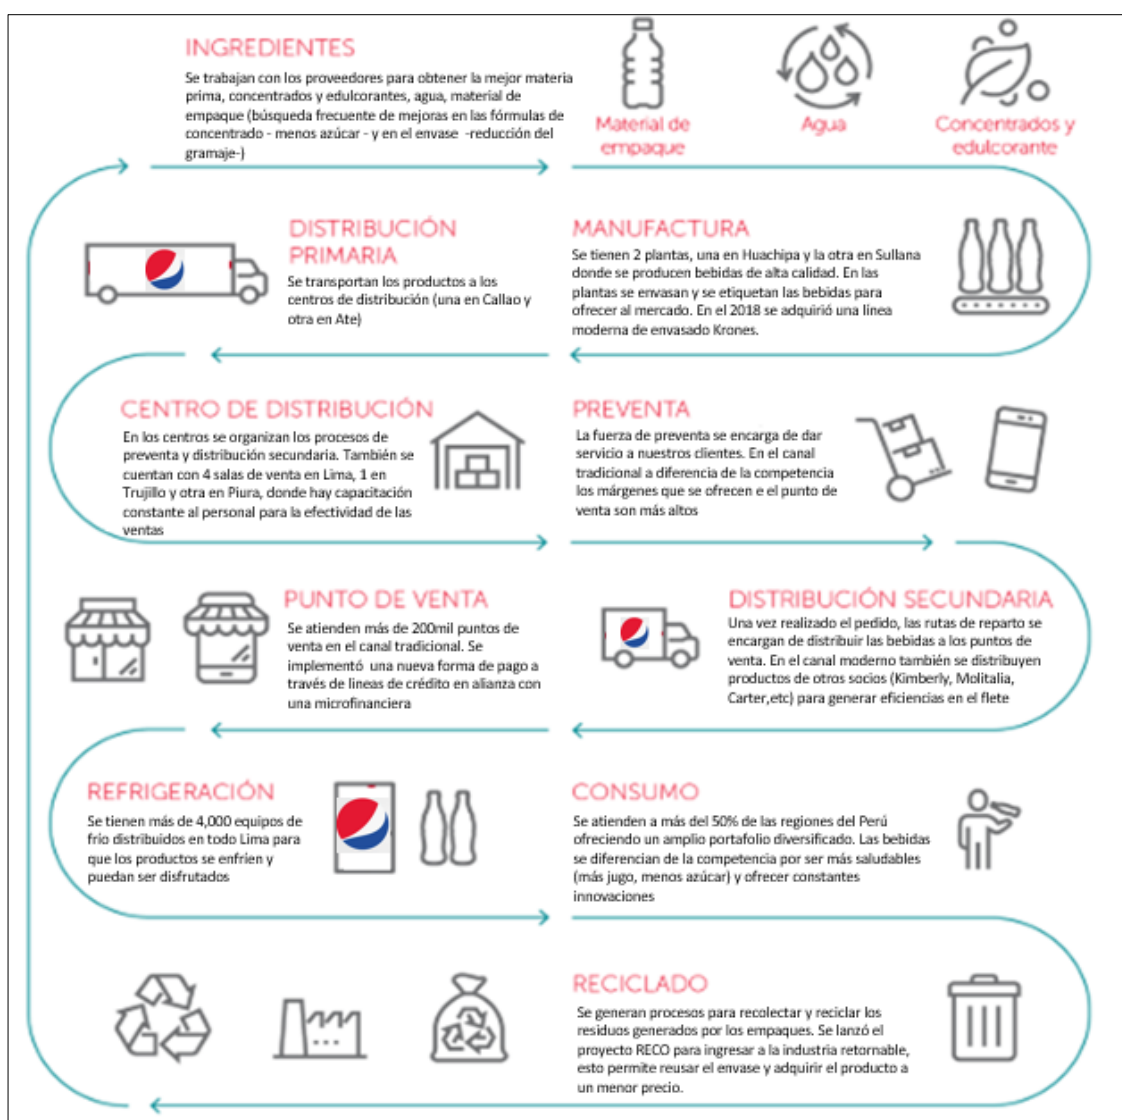 INGREDIENTES
Se trabajan con los proveedores para obtener la mejor materia
prima, concentrados y edulcorantes, agua, material de
empaque (búsqueda frecuente de mejoras en las fórmulas de
concentrado - menos azúcar - y en el envase -reducción del
gramaje-)
Material de
empaque
Agua
Concentrados y
edulcorante
DISTRIBUCIÓN
PRIMARIA
Se transportan los productos a los
centros de distribución (una en Callao y
otra en Ate)
MANUFACTURA
Se tienen 2 plantas, una en Huachipa y la otra en Sullana
donde se producen bebidas de alta calidad. En las
plantas se envasan y se etiquetan las bebidas para
ofrecer al mercado. En el 2018 se adquirió una línea
moderna de envasado Krones.
CENTRO DE DISTRIBUCIÓN
En los centros se organizan los procesos de
preventa y distribución secundaria. También se
cuentan con 4 salas de venta en Lima, 1 en
Trujillo y otra en Piura, donde hay capacitación
constante al personal para la efectividad de las
ventas
PREVENTA
La fuerza de preventa se encarga de dar
servicio a nuestros clientes. En el canal
tradicional a diferencia de la competencia
los márgenes que se ofrecen e el punto de
venta son más altos
PUNTO DE VENTA
Se atienden más de 200mil puntos de
venta en el canal tradicional. Se
implementó una nueva forma de pago a
través de lineas de crédito en alianza con
una microfinanciera
DISTRIBUCIÓN SECUNDARIA
Una vez realizado el pedido, las rutas de reparto se
encargan de distribuir las bebidas a los puntos de
venta. En el canal moderno también se distribuyen
productos de otros socios (Kimberly, Molitalia,
Carter,etc) para generar eficiencias en el flete
REFRIGERACIÓN
Se tienen más de 4,000 equipos de
frío distribuidos en todo Lima para
que los productos se enfríen y
puedan ser disfrutados
CONSUMO
Se atienden a más del 50% de las regiones del Perú
ofreciendo un amplio portafolio diversificado. Las bebidas
se diferencian de la competencia por ser más saludables
(más jugo, menos azúcar) y ofrecer constantes
innovaciones
RECICLADO
Se generan procesos para recolectar y reciclar los
residuos generados por los empaques. Se lanzó el
proyecto RECO para ingresar a la industria retornable,
esto permite reusar el envase y adquirir el producto a
un menor precio.